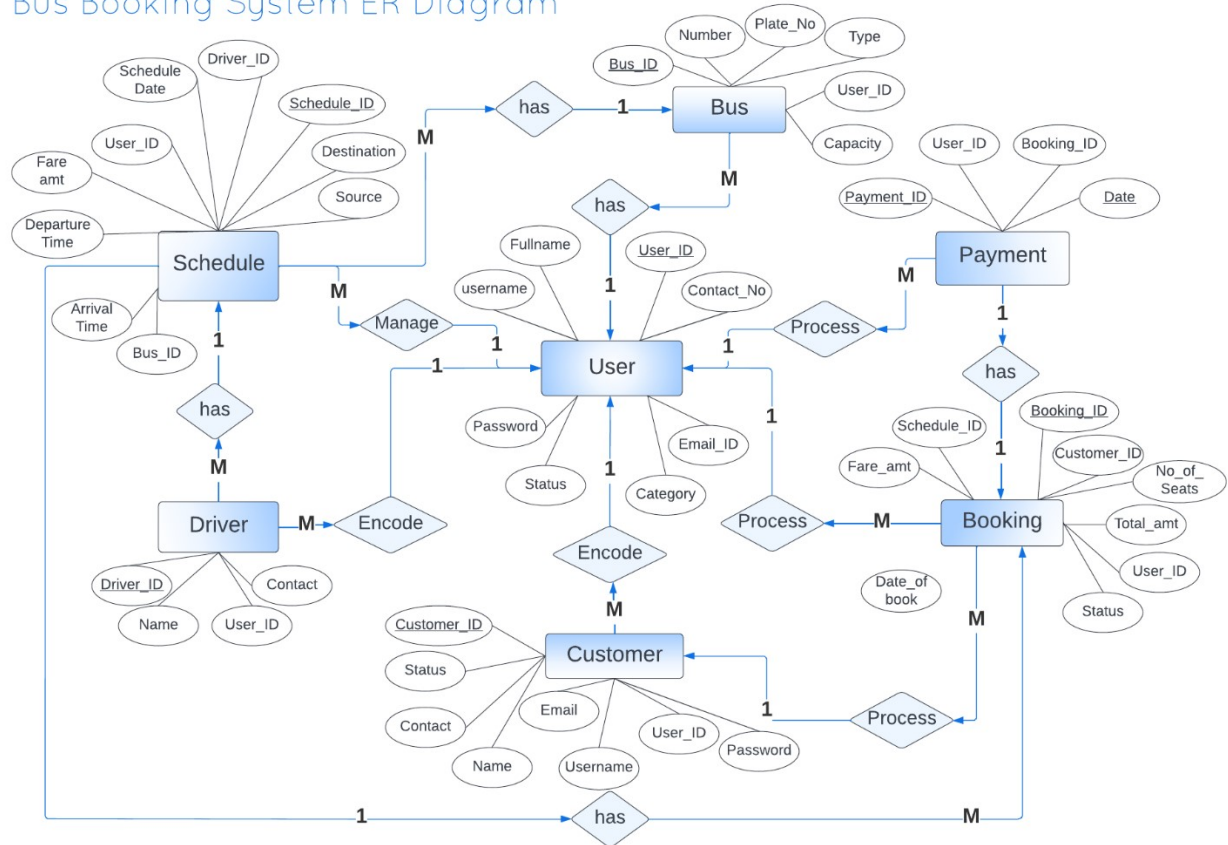 Bus Booking System ER Diagram
Schedule
Date
Driver_ID
Schedule_ID
User_ID
Destination
Fare
amt
Source
Departure
Time
Schedule
Arrival
Time
Bus_ID
has
1
M
Bus_ID
Number
Plate_No
Type
User_ID
Capacity
Bus
M
has
1
User_ID
Booking_ID
Payment_ID
Date
Payment
M
Process
1
1
has
1
Fullname
User_ID
username
Contact_No
User
Password
Status
Email_ID
Category
M
Manage
1
1
has
M
Driver
Driver_ID
Name
User_ID
Contact
M
Encode
1
1
Encode
M
Customer_ID
Status
Contact
Name
Email
Username
User_ID
Password
Customer
Schedule_ID
Booking_ID
Fare_amt
Customer_ID
No_of_
Seats
Total_amt
User_ID
Status
Date_of
book
Booking
M
Process
1
M
Process
1
1
has
M